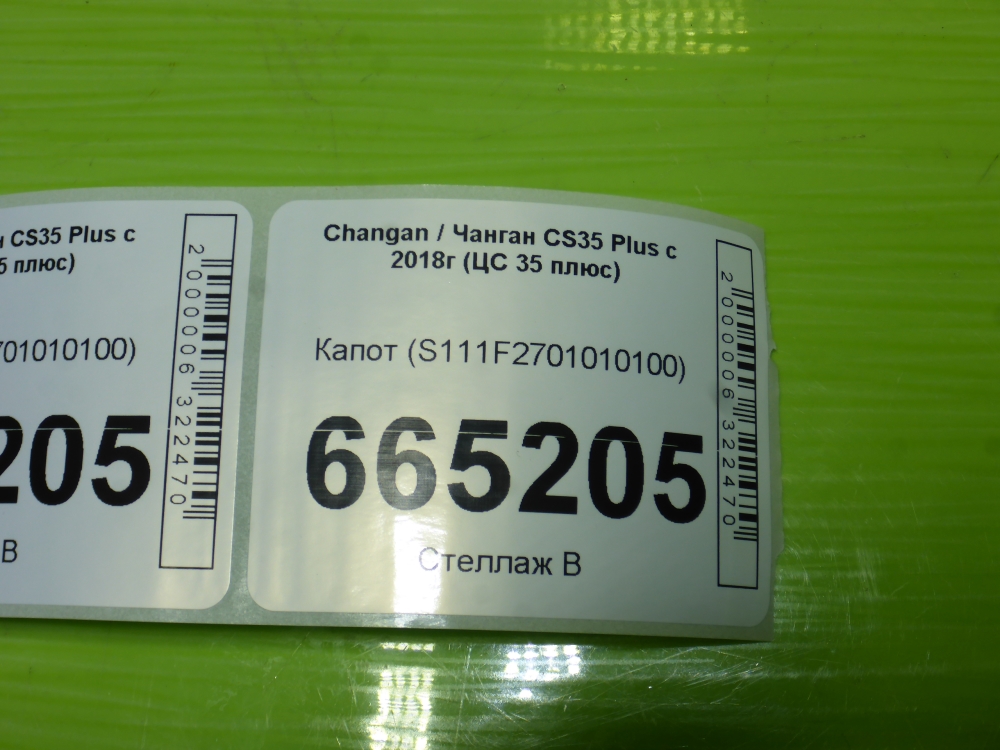 н CS35 Plus с
5 плюс)
701010100)
205
В
2000006322470
Changan / Чанган CS35 Plus с
2018г (ЦС 35 плюс)
Капот (S111F2701010100)
665205
Стеллаж В
2000006322470